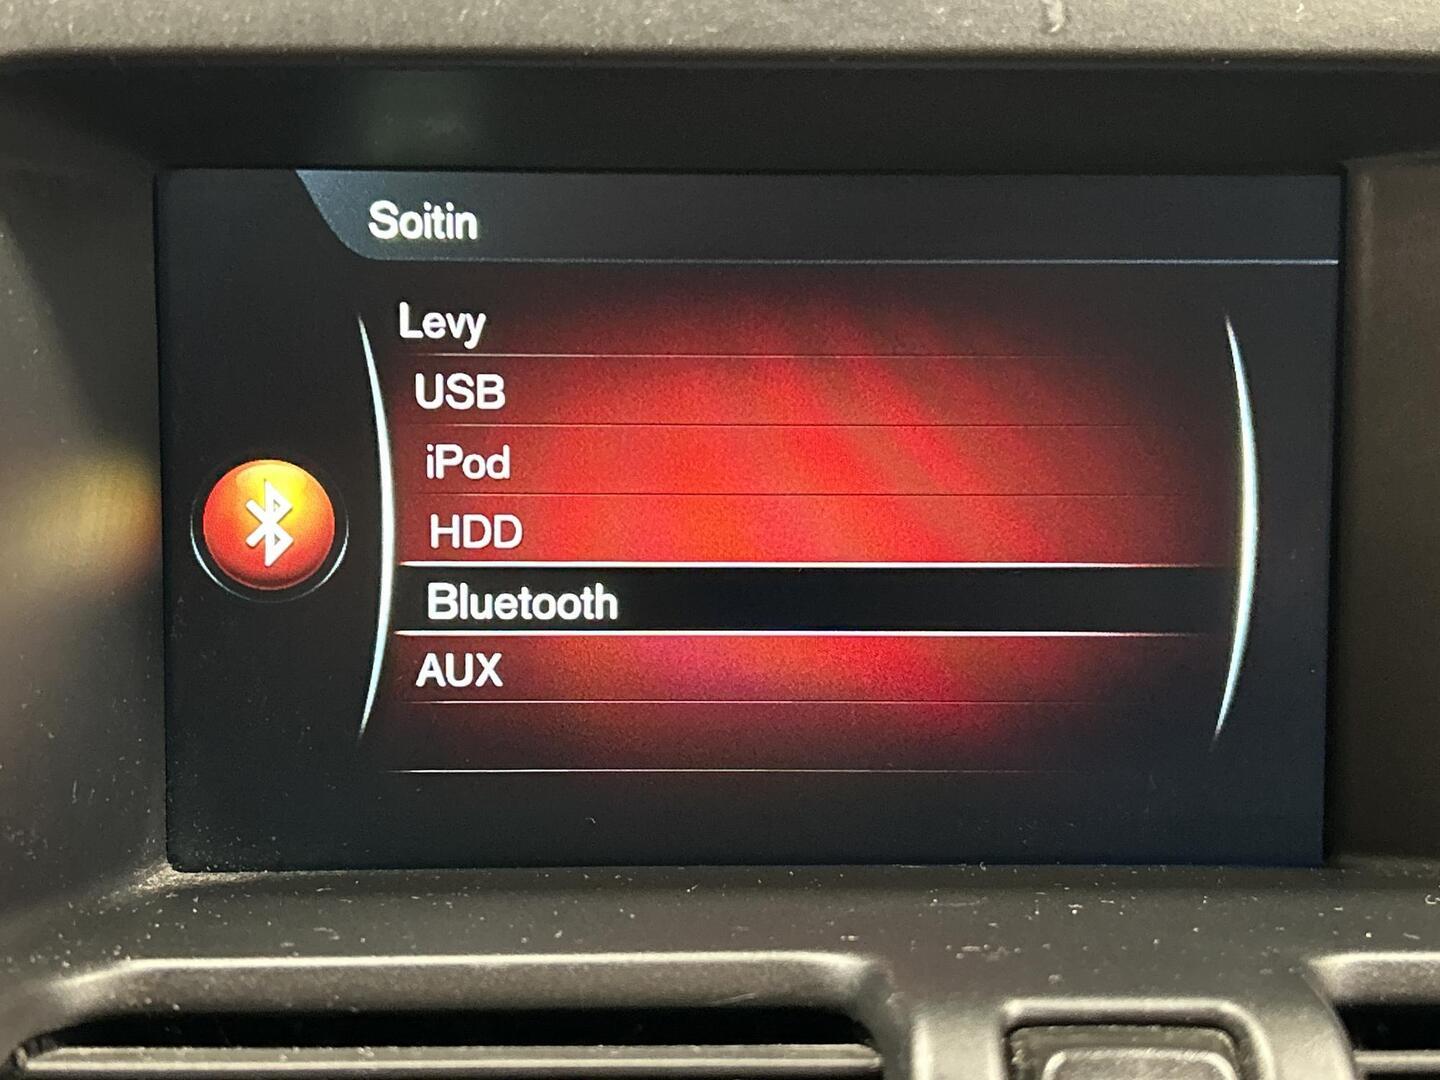 Soitin
Levy
USB
iPod
HDD
Bluetooth
AUX